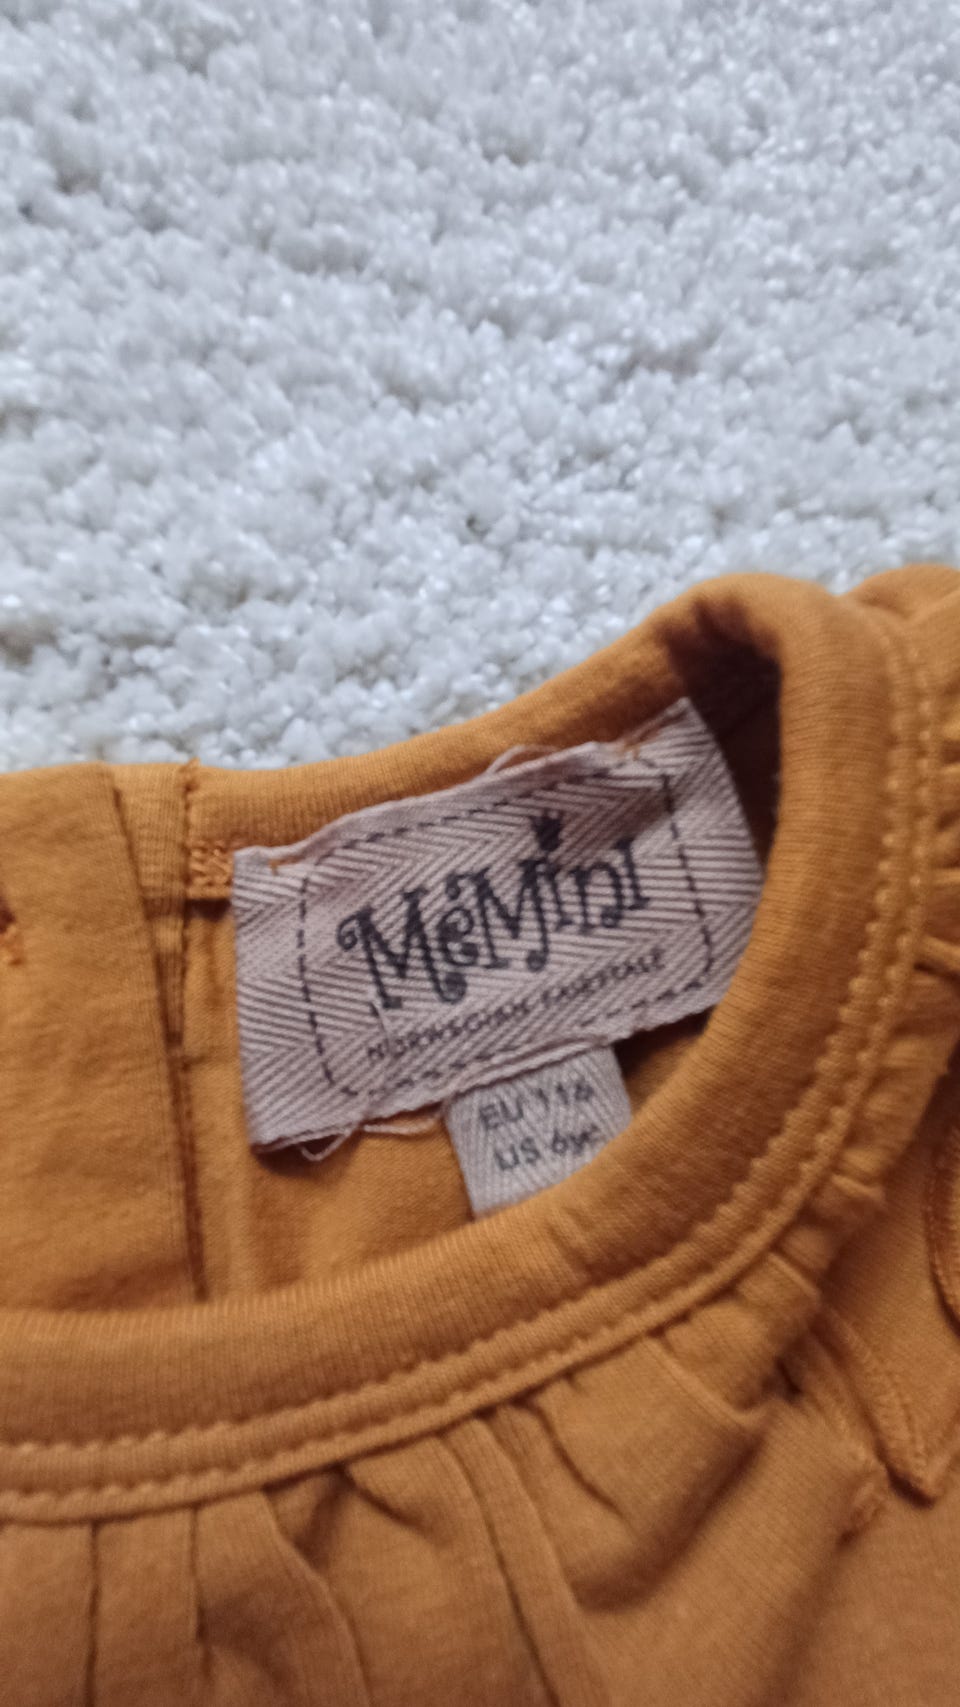 MeMini
NORWEGIAN FAIRYTALE
EU 116
US 6yr